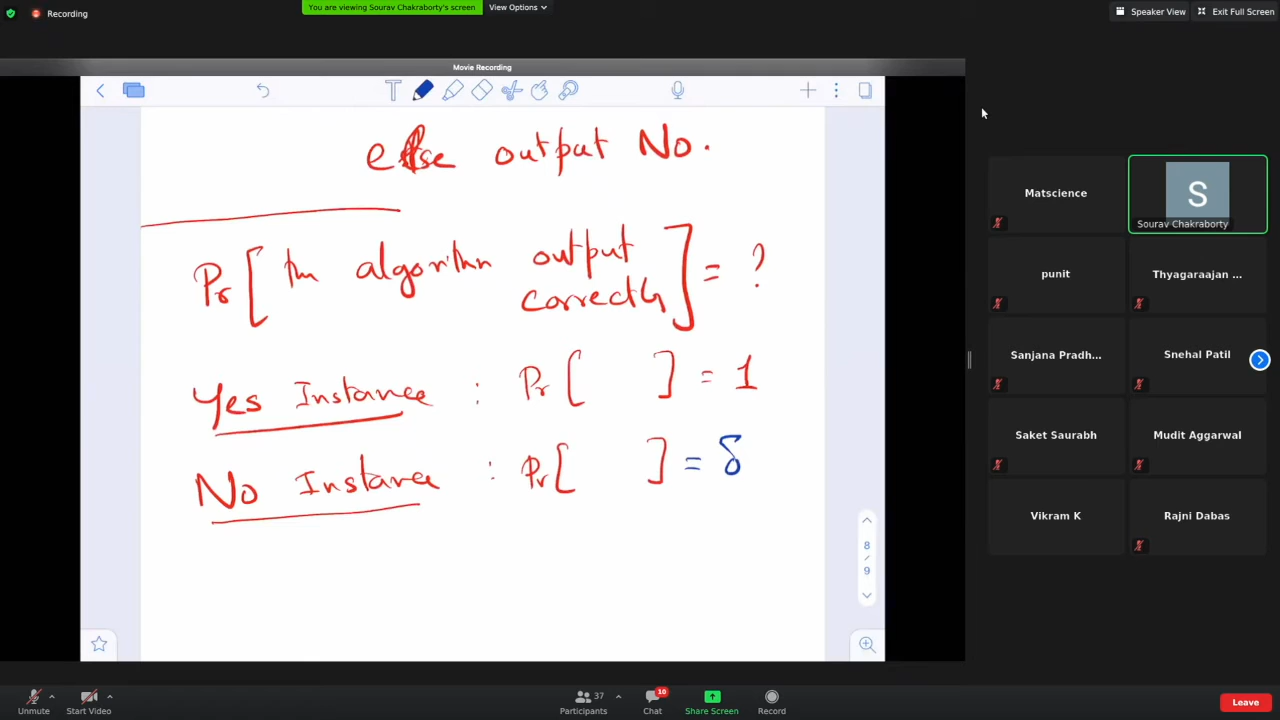 Recording
You are viewing Sourav Chakraborty's screen
View Options
Speaker View
Exit Full Screen
Movie Recording
else output No.
Pr[ the algorithm output correctly ] = ?
Yes Instance : Pr[ ] = 1
No Instance : Pr[ ] = δ
8
/
9
Matscience
S
Sourav Chakraborty
punit
Thyagaraajan ...
Sanjana Pradh...
Snehal Patil
Saket Saurabh
Mudit Aggarwal
Vikram K
Rajni Dabas
Unmute
Start Video
37
Participants
10
Chat
Share Screen
Record
Leave